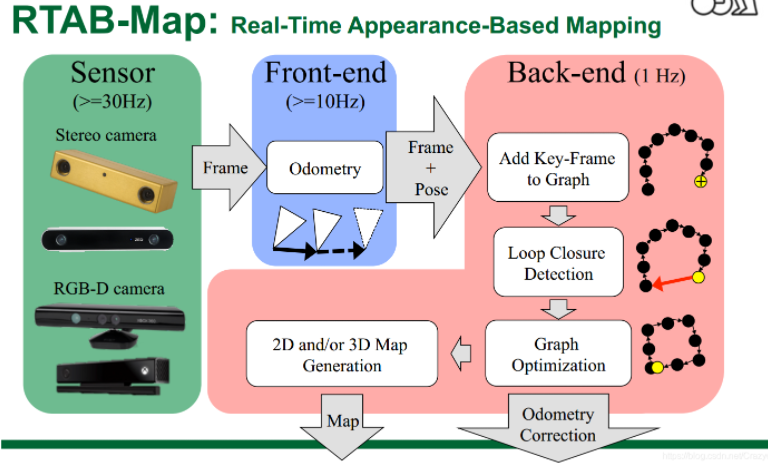 RTAB-Map: Real-Time Appearance-Based Mapping
Sensor
(>=30Hz)
Stereo camera
RGB-D camera
Frame
Front-end
(>=10Hz)
Odometry
Frame
+
Pose
Back-end (1 Hz)
Add Key-Frame
to Graph
Loop Closure
Detection
Graph
Optimization
2D and/or 3D Map
Generation
Map
Odometry
Correction